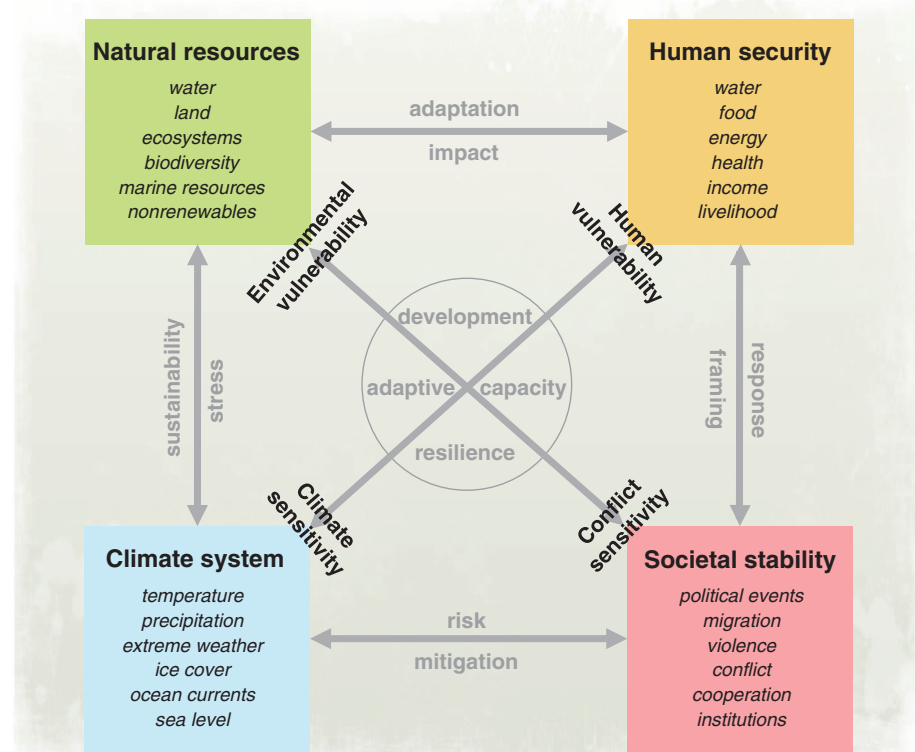 Natural resources
water
land
ecosystems
biodiversity
marine resources
nonrenewables
Human security
water
food
energy
health
income
livelihood
adaptation
impact
Environmental
vulnerability
Human
vulnerability
sustainability
stress
development
adaptive capacity
resilience
framing
response
Climate
sensitivity
Conflict
sensitivity
Climate system
temperature
precipitation
extreme weather
ice cover
ocean currents
sea level
risk
mitigation
Societal stability
political events
migration
violence
conflict
cooperation
institutions